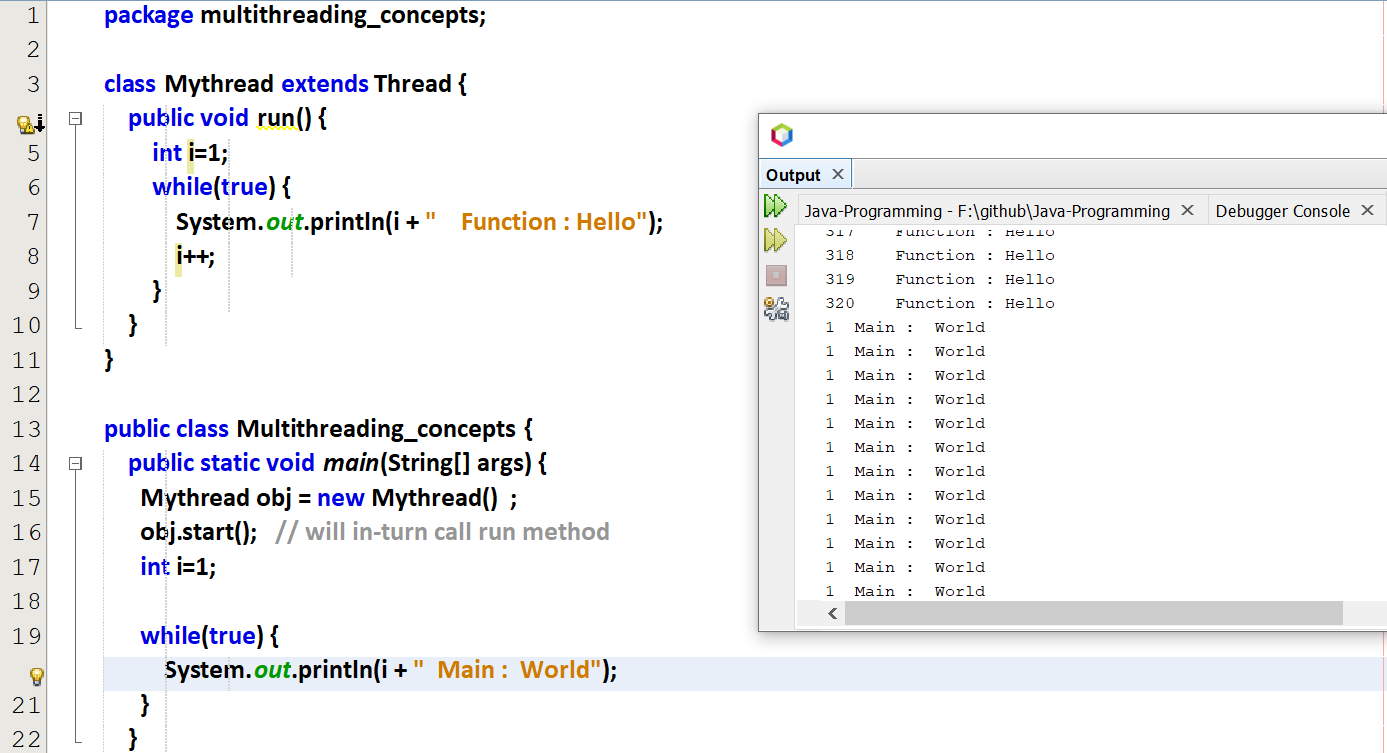 1 package multithreading_concepts;
2
3 class Mythread extends Thread {
public void run() {
5 int i=1;
6 while(true) {
7 System.out.println(i + "    Function : Hello");
8 i++;
9 }
10 }
11 }
12
13 public class Multithreading_concepts {
14 public static void main(String[] args) {
15 Mythread obj = new Mythread()  ;
16 obj.start();   // will in-turn call run method
17 int i=1;
18
19 while(true) {
System.out.println(i + "  Main :  World");
21 }
22 }
Output
Java-Programming - F:\github\Java-Programming
Debugger Console
317    Function : Hello
318    Function : Hello
319    Function : Hello
320    Function : Hello
1  Main :  World
1  Main :  World
1  Main :  World
1  Main :  World
1  Main :  World
1  Main :  World
1  Main :  World
1  Main :  World
1  Main :  World
1  Main :  World
1  Main :  World
1  Main :  World